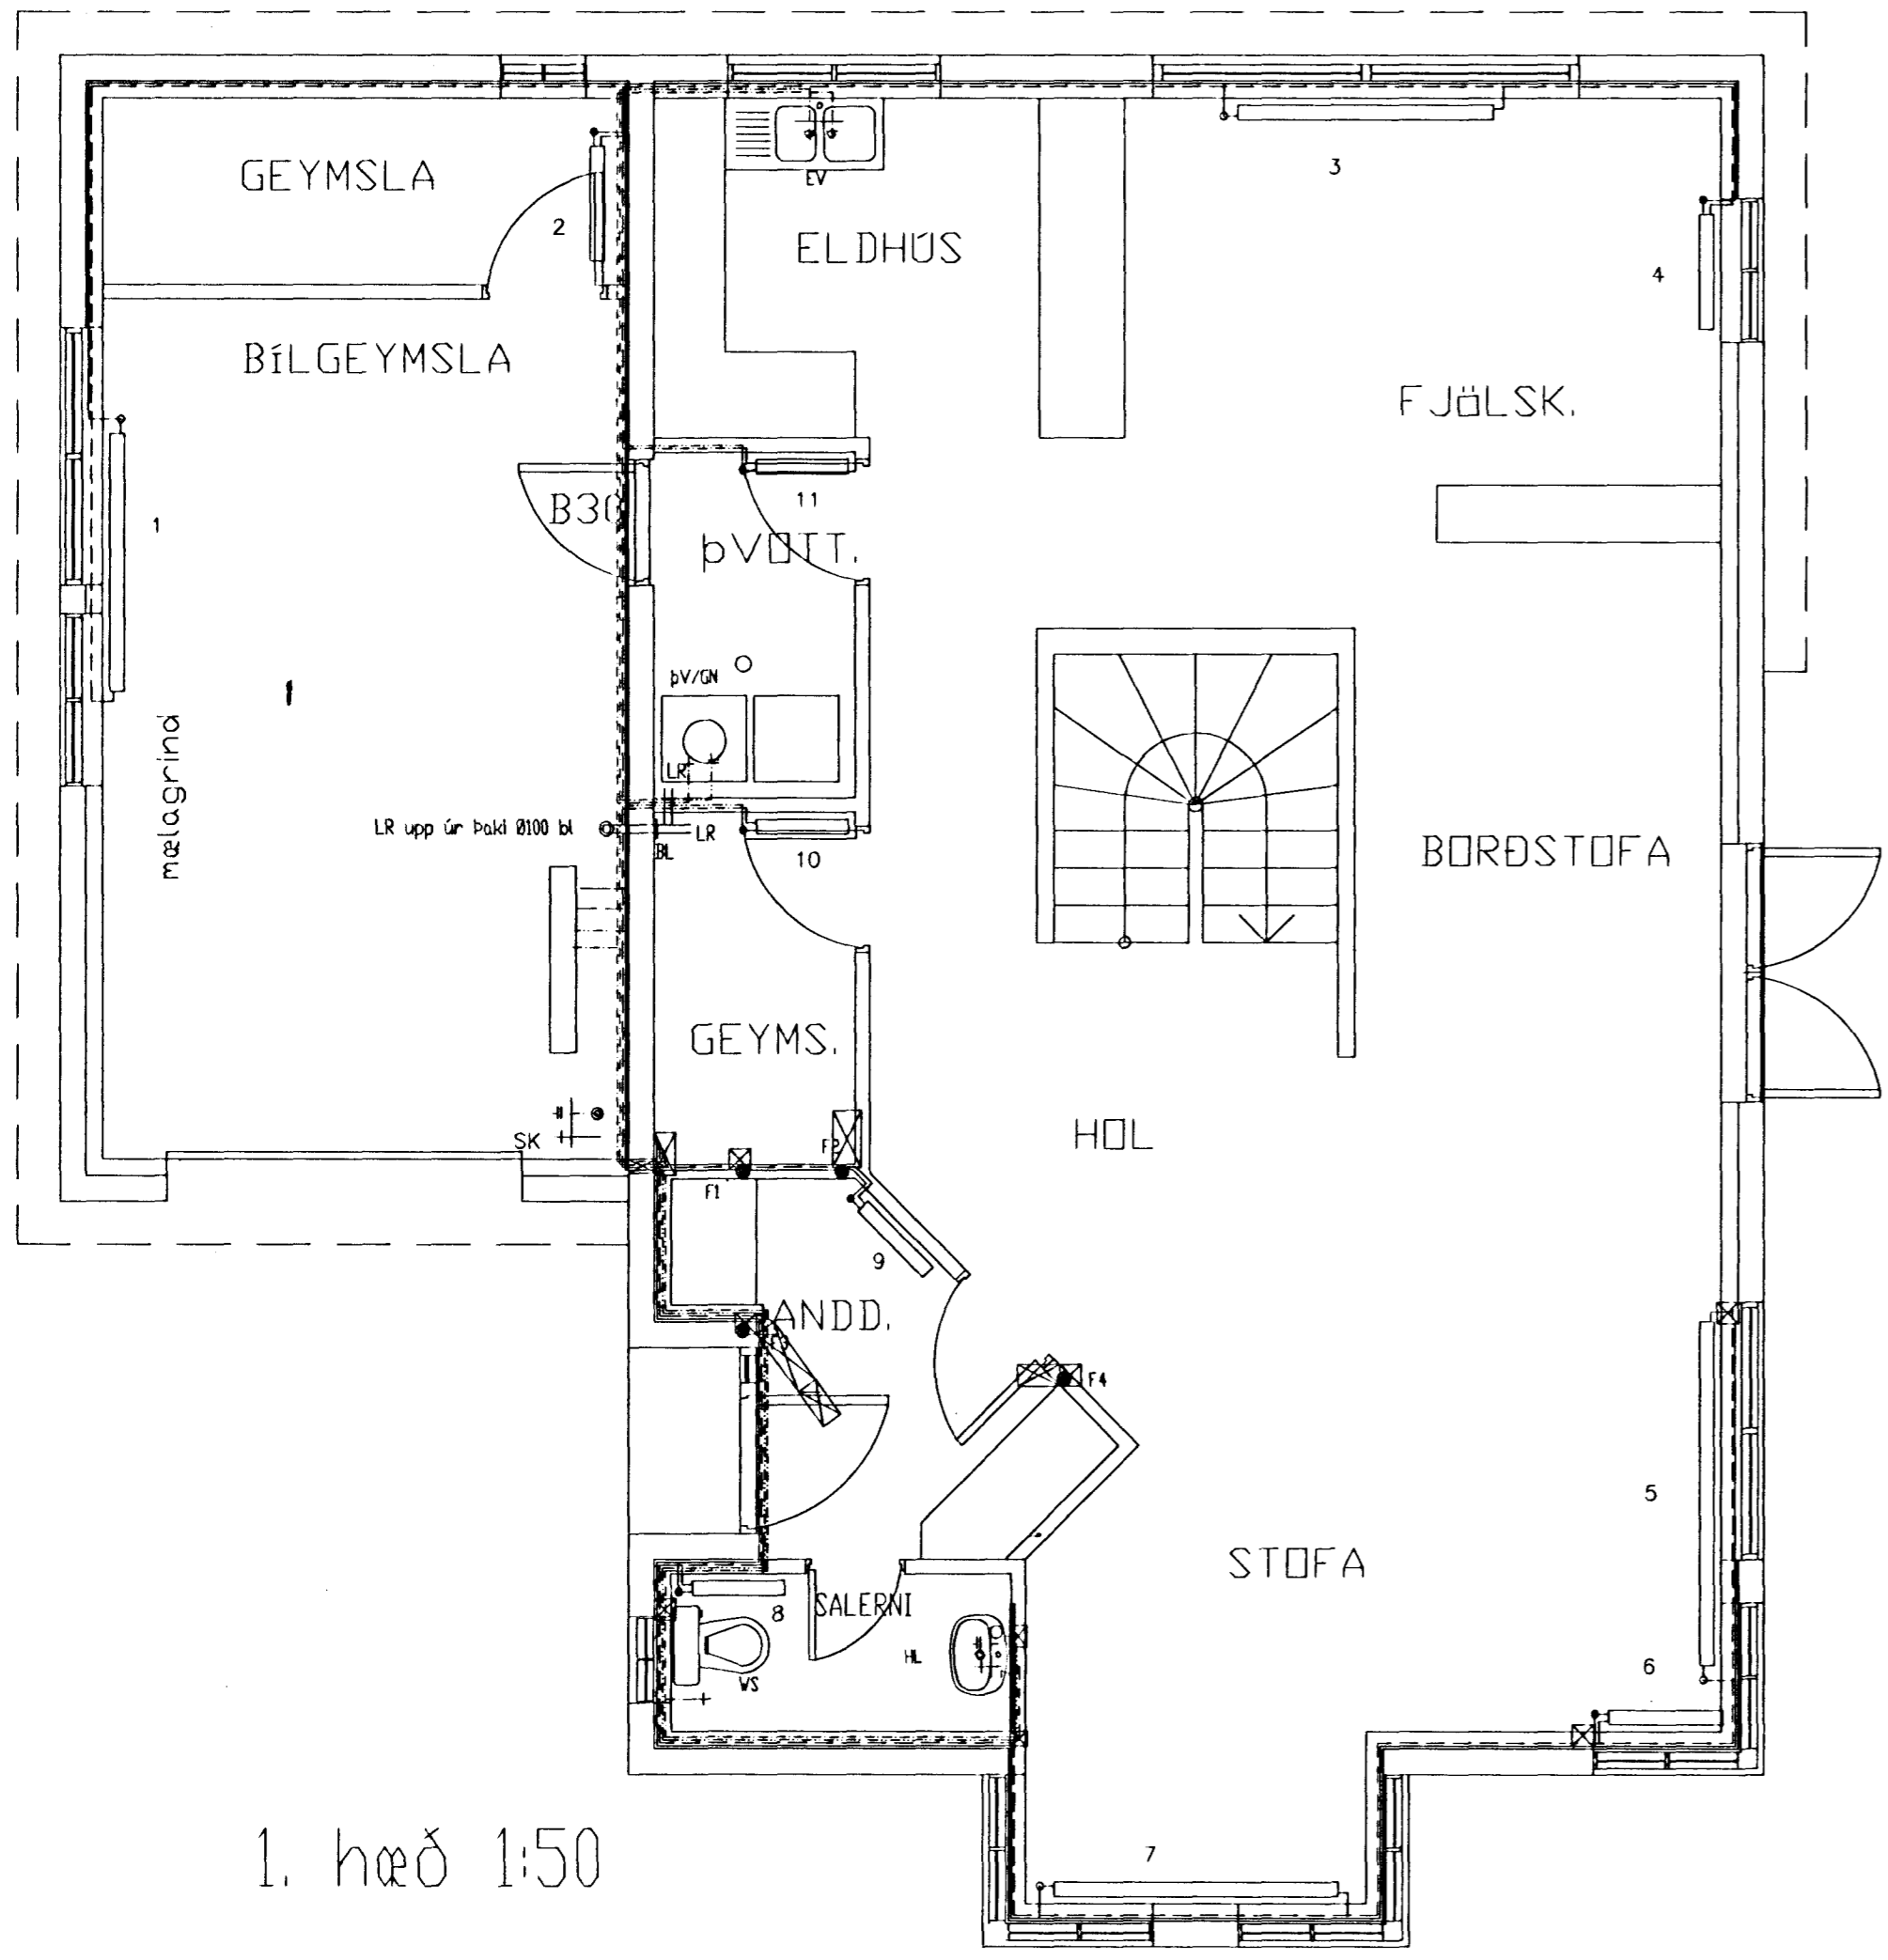 3
GEYMSLA
EV
2
ELDHÚS
4
BÍLGEYMSLA
FJÖLSK.
11
B30
1
ÞVOTT.
ÞV/GN
mælagrind
LR
LR upp úr Þaki Ø100 bl
LR
BL
10
BORÐSTOFA
GEYMS.
HOL
SK
F2
F1
9
ANDD.
F4
5
STOFA
8
SALERNI
HL
WS
6
7
1. hæð 1:50